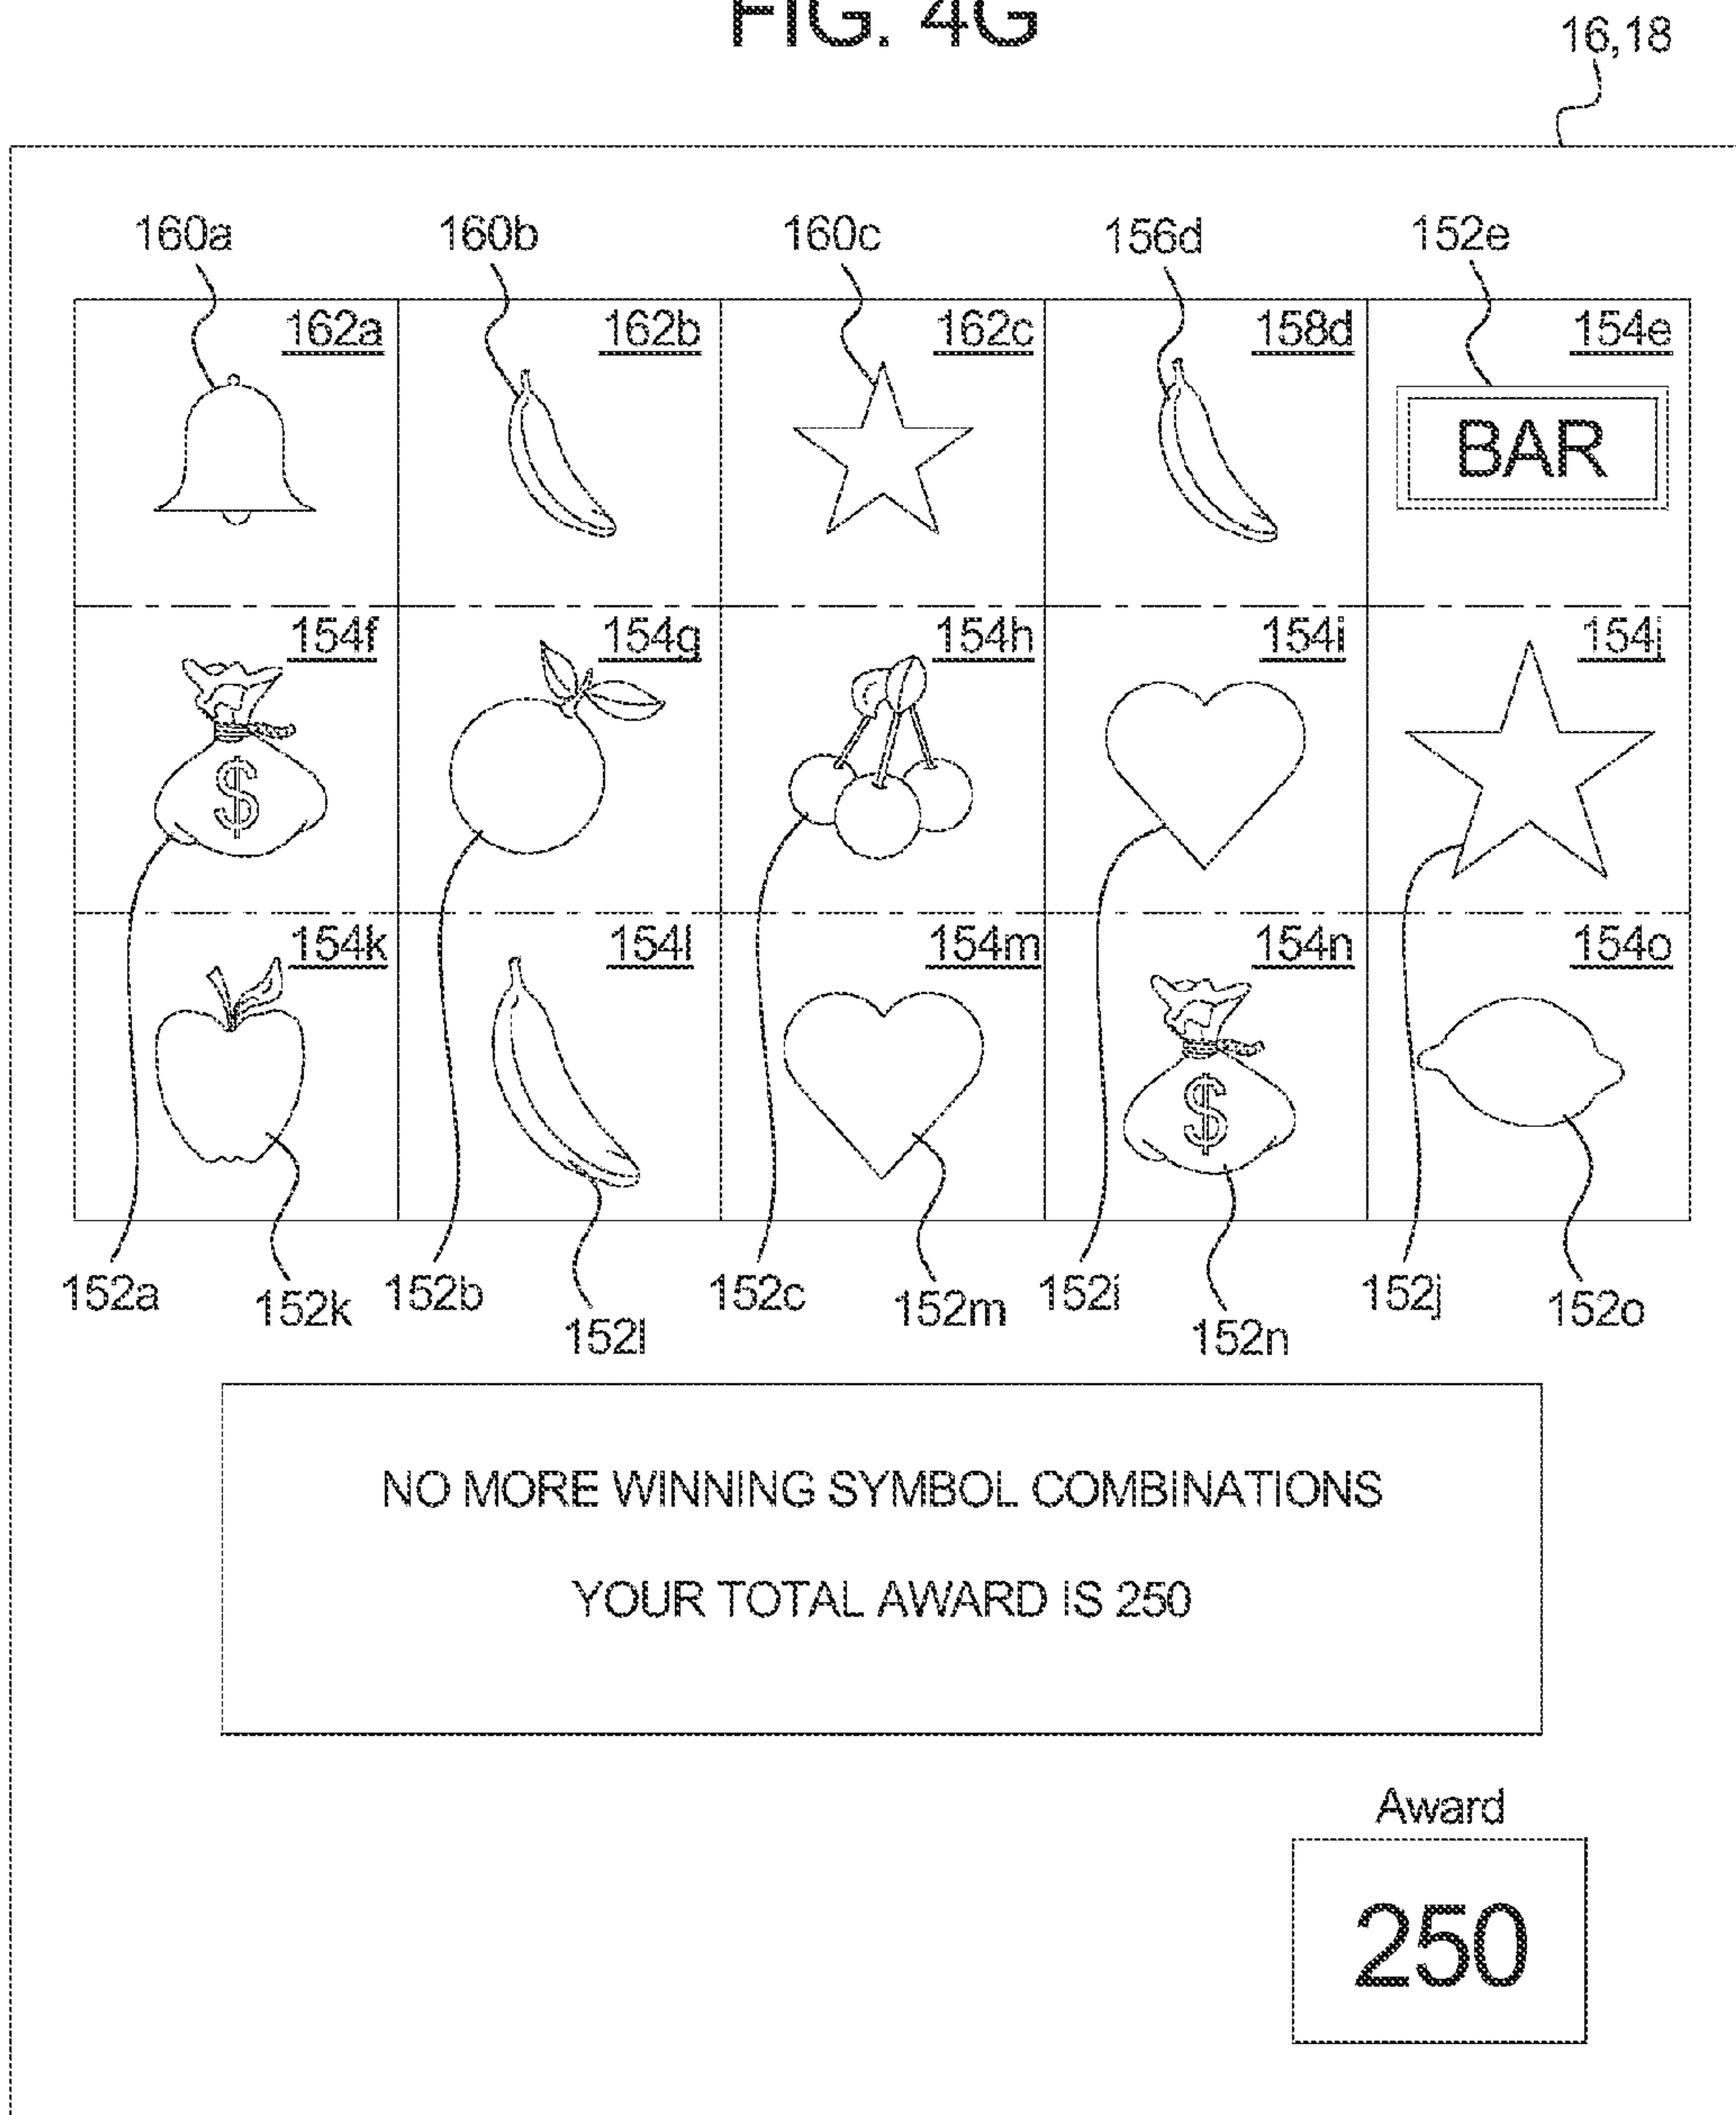 FIG. 4G
16,18
160a 160b 160c 156d 152e
162a 162b 162c 158d 154e
BAR
154f 154g 154h 154i 154j
$
154k 154l 154m 154n 154o
$
152a 152k 152b 152l 152c 152m 152i 152n 152j 152o
NO MORE WINNING SYMBOL COMBINATIONS
YOUR TOTAL AWARD IS 250
Award
250